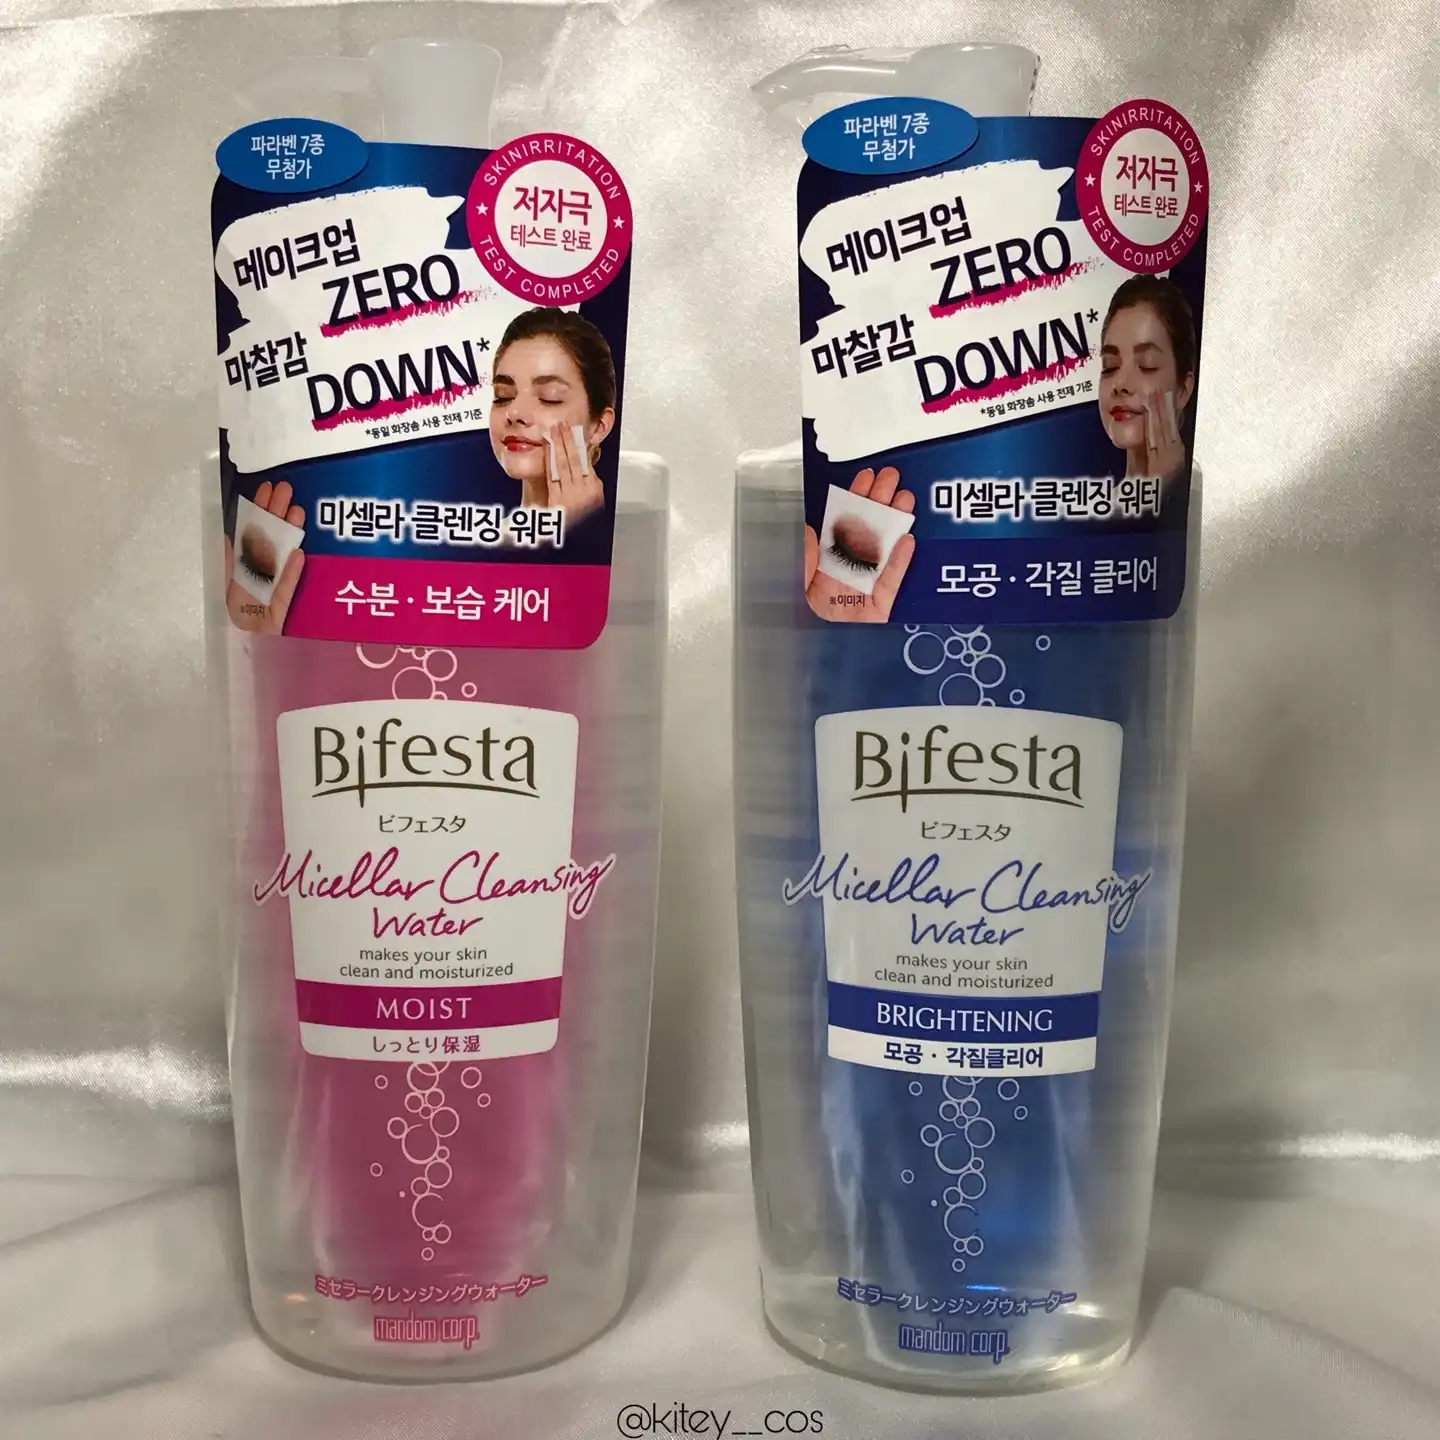 파라벤 7종
무첨가
SKINIRRITATION
저자극
테스트 완료
TEST COMPLETED
메이크업
ZERO
마찰감
DOWN*
*동일 화장솜 사용 전제 기준
미셀라 클렌징 워터
※이미지
수분·보습 케어
Bifesta
ビフェスタ
Micellar Cleansing
Water
makes your skin
clean and moisturized
MOIST
しっとり保湿
ミセラークレンジングウォーター
mandom corp.
파라벤 7종
무첨가
SKINIRRITATION
저자극
테스트 완료
TEST COMPLETED
메이크업
ZERO
마찰감
DOWN*
*동일 화장솜 사용 전제 기준
미셀라 클렌징 워터
※이미지
모공·각질 클리어
Bifesta
ビフェスタ
Micellar Cleansing
Water
makes your skin
clean and moisturized
BRIGHTENING
모공·각질클리어
ミセラークレンジングウォーター
mandom corp.
@kitey__cos